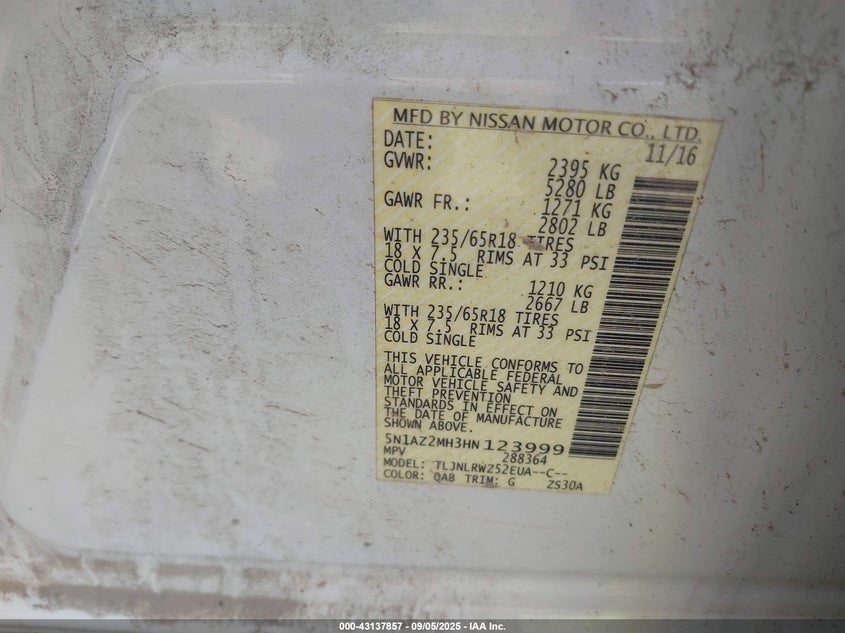 MFD BY NISSAN MOTOR CO., LTD.
DATE: 11/16
GVWR: 2395 KG
5280 LB
GAWR FR.: 1271 KG
2802 LB
WITH 235/65R18 TIRES
18 X 7.5 RIMS AT 33 PSI
COLD SINGLE
GAWR RR.: 1210 KG
2667 LB
WITH 235/65R18 TIRES
18 X 7.5 RIMS AT 33 PSI
COLD SINGLE
THIS VEHICLE CONFORMS TO
ALL APPLICABLE FEDERAL
MOTOR VEHICLE SAFETY AND
THEFT PREVENTION
STANDARDS IN EFFECT ON
THE DATE OF MANUFACTURE
SHOWN ABOVE.
5N1AZ2MH3HN123999
MPV 288364
MODEL: TLJNLRWZ52EUA--C--
COLOR: QAB TRIM: G ZS30A
000-43137857 - 09/05/2025 - IAA Inc.